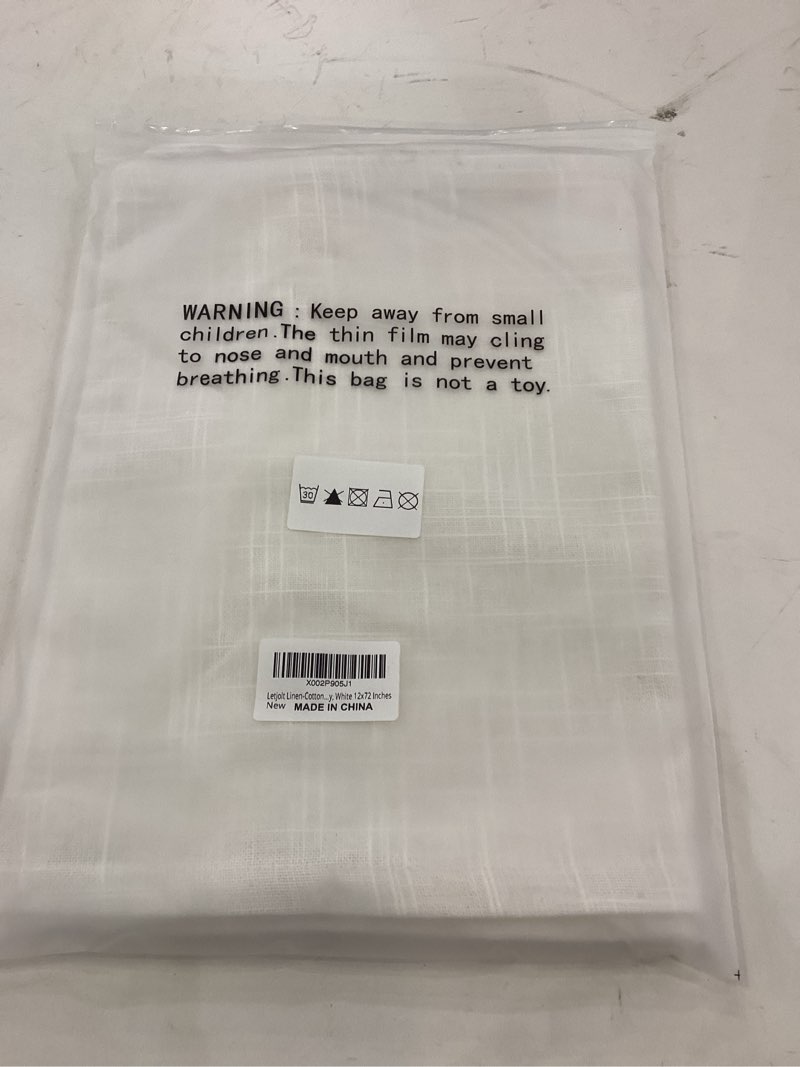 WARNING : Keep away from small
children.The thin film may cling
to nose and mouth and prevent
breathing.This bag is not a toy.
30
X002P905J1
Letjolt Linen-Cotton...y, White 12x72 Inches
New MADE IN CHINA